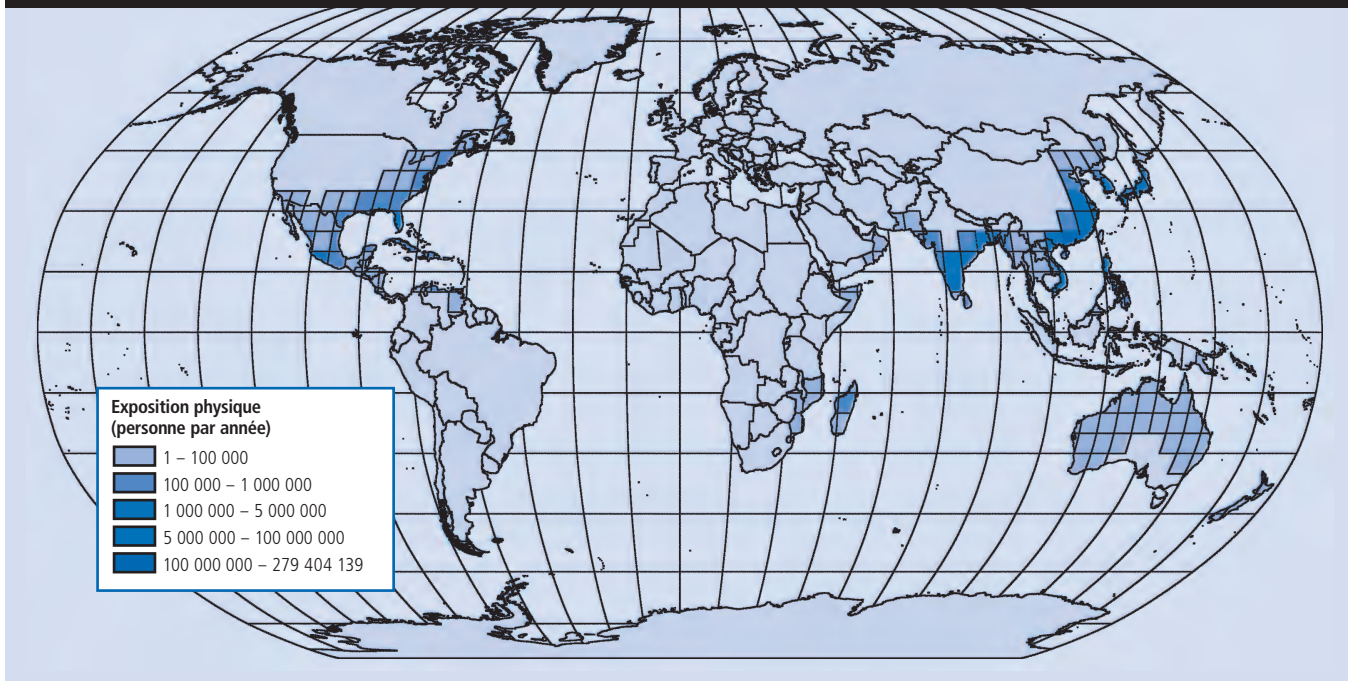 Exposition physique
(personne par année)
1 – 100 000
100 000 – 1 000 000
1 000 000 – 5 000 000
5 000 000 – 100 000 000
100 000 000 – 279 404 139